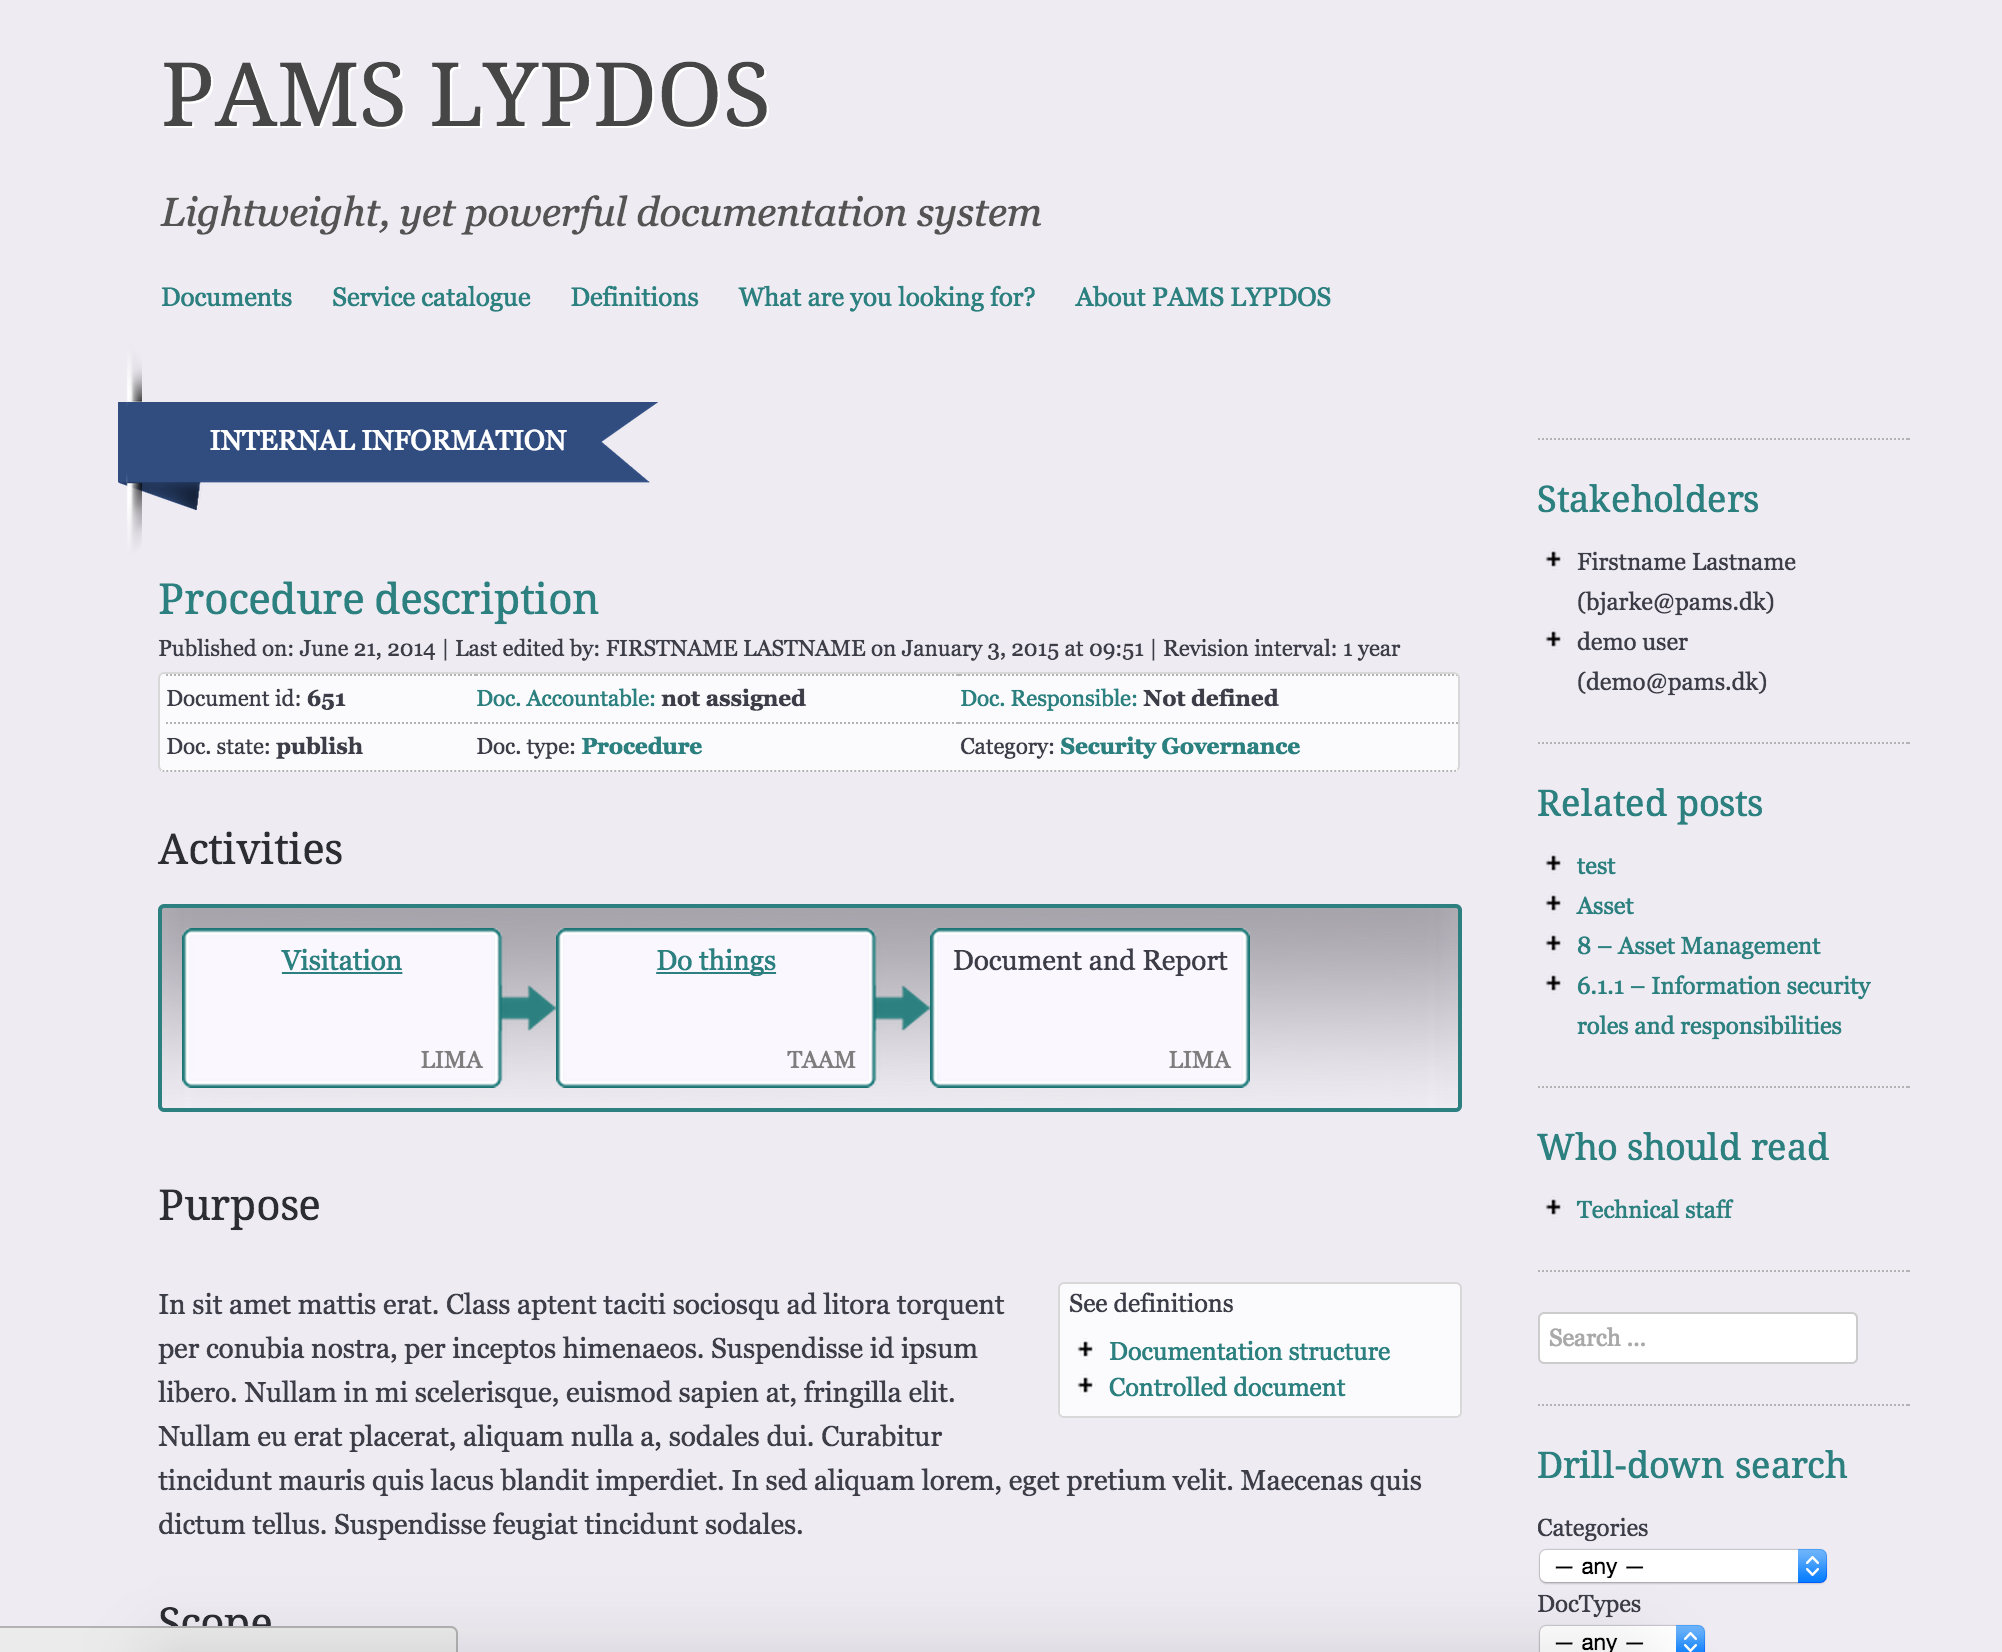 PAMS LYPDOS
Lightweight, yet powerful documentation system
Documents Service catalogue Definitions What are you looking for? About PAMS LYPDOS
INTERNAL INFORMATION
Procedure description
Published on: June 21, 2014 | Last edited by: FIRSTNAME LASTNAME on January 3, 2015 at 09:51 | Revision interval: 1 year
Document id: 651 Doc. Accountable: not assigned Doc. Responsible: Not defined
Doc. state: publish Doc. type: Procedure Category: Security Governance
Activities
Visitation
LIMA
Do things
TAAM
Document and Report
LIMA
Purpose
In sit amet mattis erat. Class aptent taciti sociosqu ad litora torquent
per conubia nostra, per inceptos himenaeos. Suspendisse id ipsum
libero. Nullam in mi scelerisque, euismod sapien at, fringilla elit.
Nullam eu erat placerat, aliquam nulla a, sodales dui. Curabitur
tincidunt mauris quis lacus blandit imperdiet. In sed aliquam lorem, eget pretium velit. Maecenas quis
dictum tellus. Suspendisse feugiat tincidunt sodales.
See definitions
Documentation structure
Controlled document
Scope
Stakeholders
Firstname Lastname
(bjarke@pams.dk)
demo user
(demo@pams.dk)
Related posts
test
Asset
8 – Asset Management
6.1.1 – Information security
roles and responsibilities
Who should read
Technical staff
Search ...
Drill-down search
Categories
— any —
DocTypes
— any —